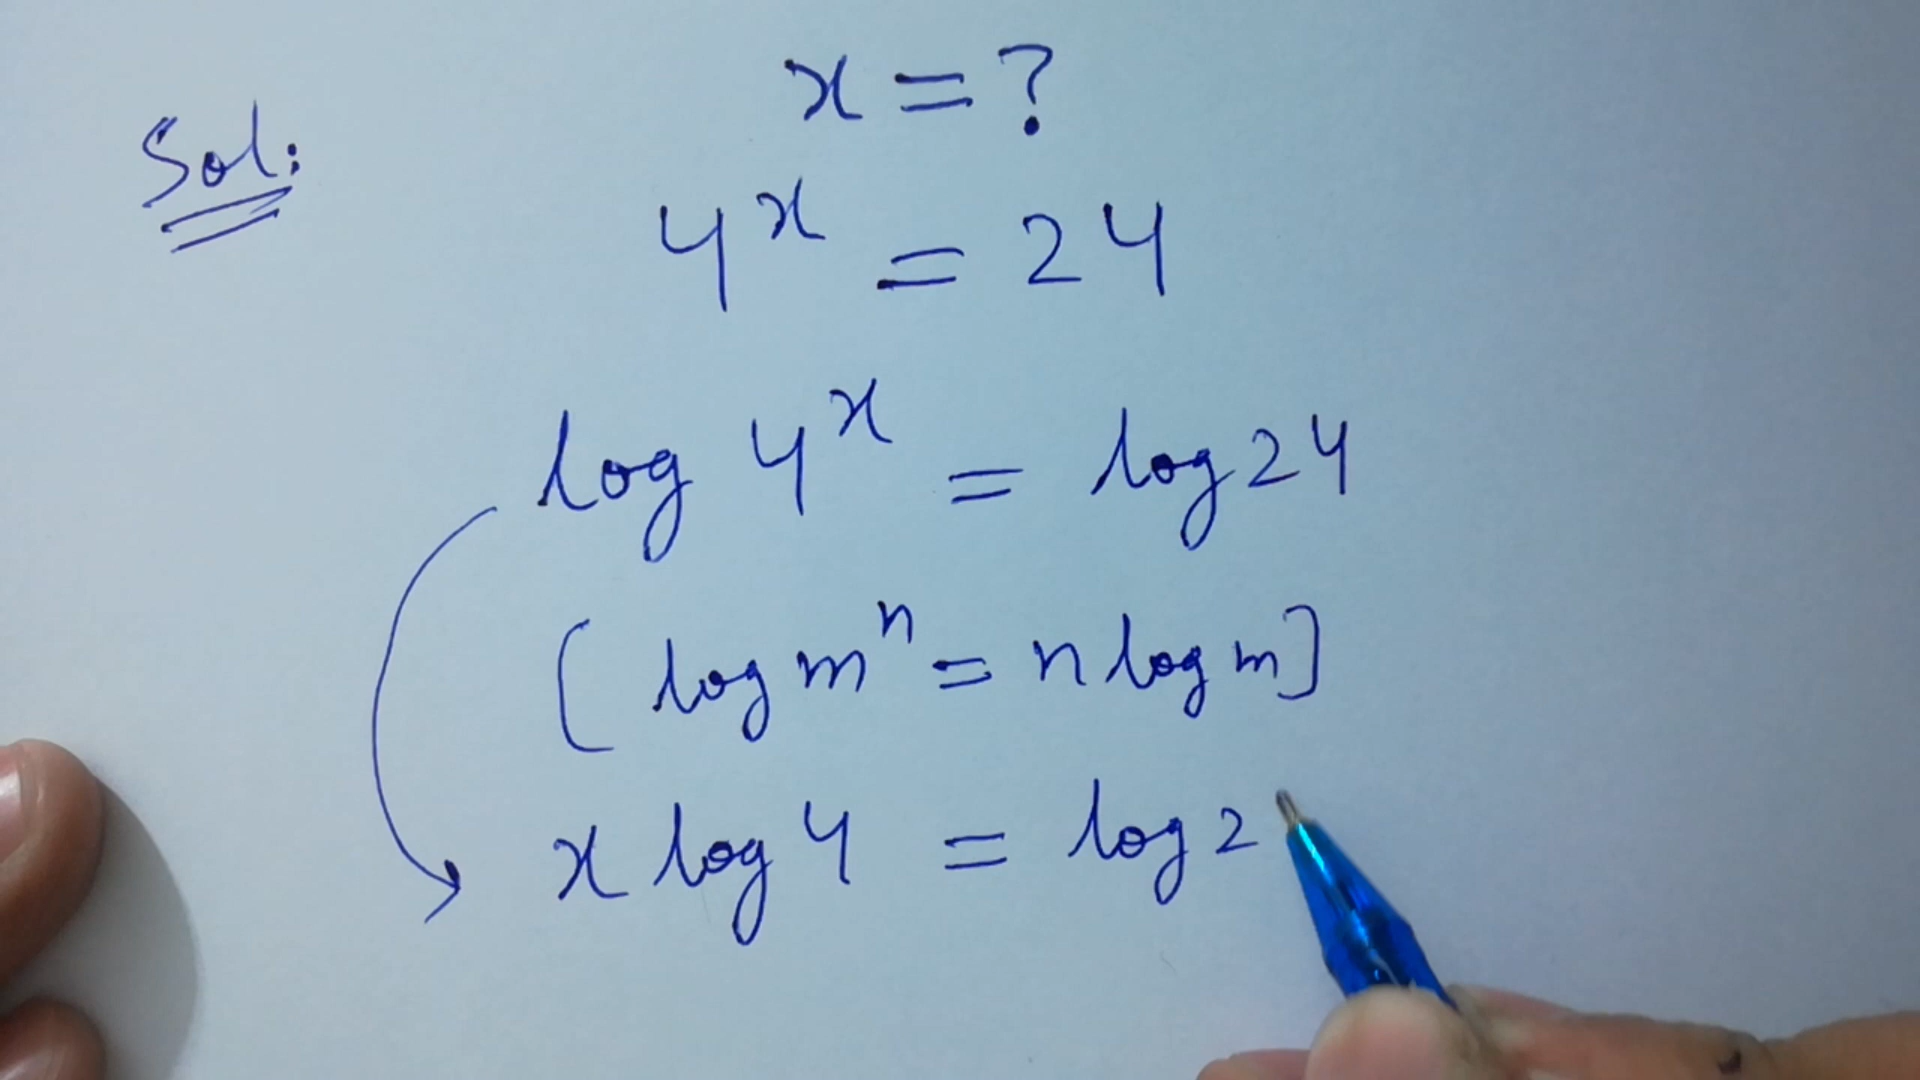 x = ?
Sol:
4^x = 24
log 4^x = log 24
[log m^n = n log m]
x log 4 = log 2